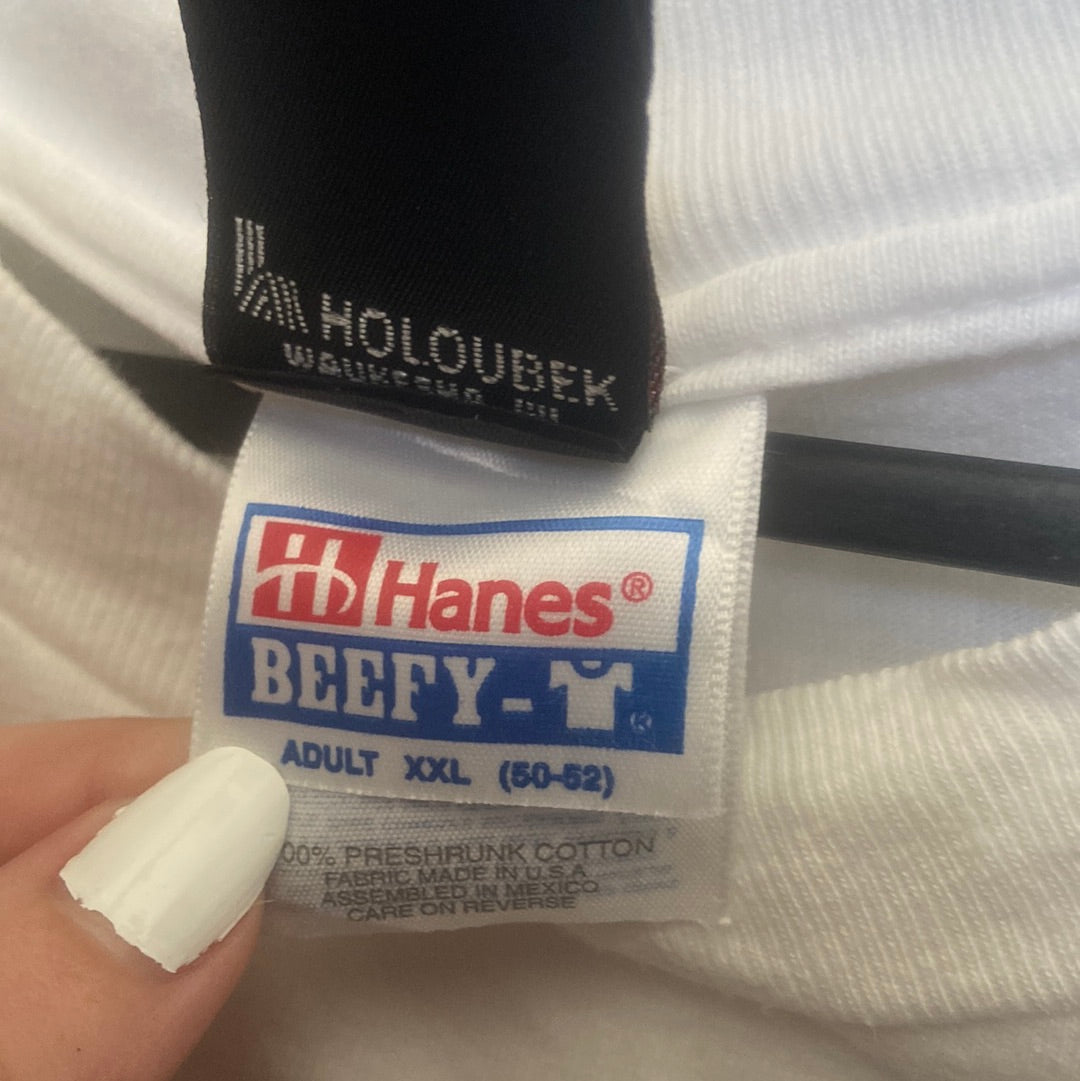 HOLOUBEK
WAUKESHA WI
Hanes®
BEEFY-
ADULT XXL (50-52)
00% PRESHRUNK COTTON
FABRIC MADE IN U.S.A
ASSEMBLED IN MEXICO
CARE ON REVERSE